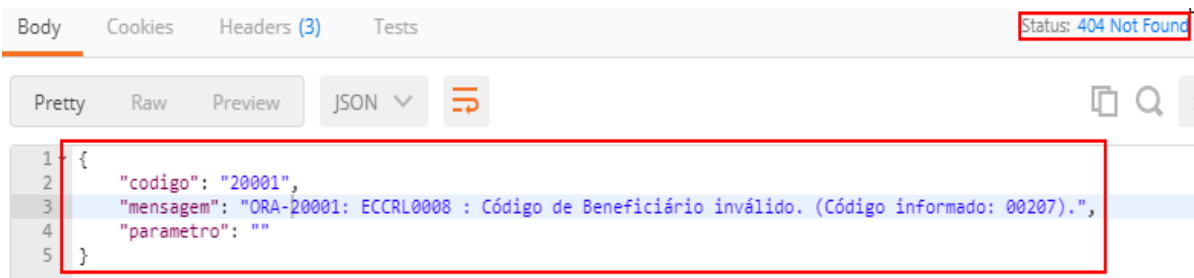 Body Cookies Headers (3) Tests Status: 404 Not Found
Pretty Raw Preview JSON
1 {
2 "codigo": "20001",
3 "mensagem": "ORA-20001: ECCRL0008 : Código de Beneficiário inválido. (Código informado: 00207).",
4 "parametro": ""
5 }